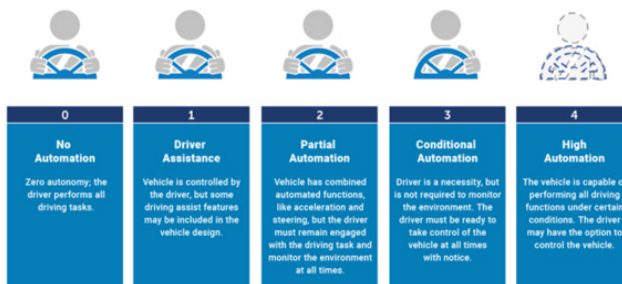 0
No
Automation
Zero autonomy; the
driver performs all
driving tasks.
1
Driver
Assistance
Vehicle is controlled by
the driver, but some
driving assist features
may be included in the
vehicle design.
2
Partial
Automation
Vehicle has combined
automated functions,
like acceleration and
steering, but the driver
must remain engaged
with the driving task and
monitor the environment
at all times.
3
Conditional
Automation
Driver is a necessity, but
is not required to monitor
the environment. The
driver must be ready to
take control of the
vehicle at all times
with notice.
4
High
Automation
The vehicle is capable
performing all driving
functions under certain
conditions. The driver
may have the option to
control the vehicle.